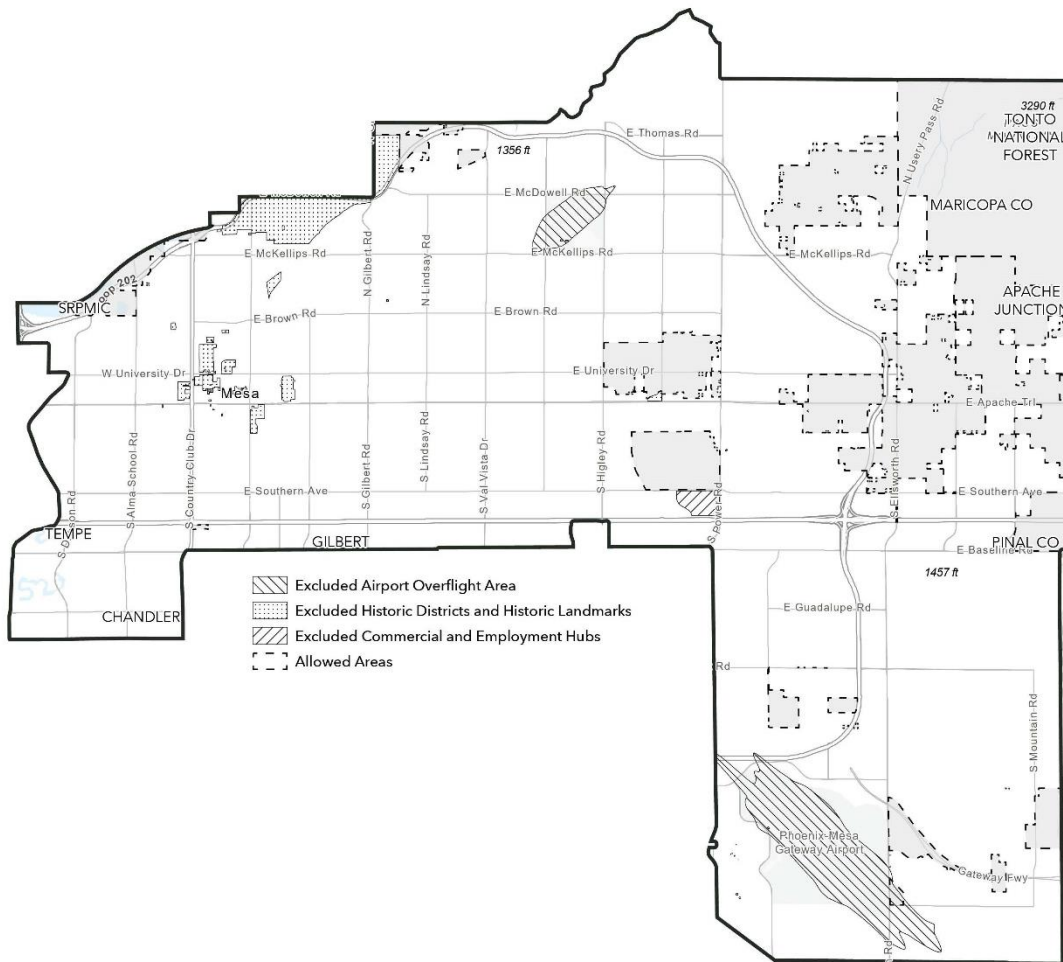 3290 ft
TONTO
NATIONAL
FOREST
N Usery Pass Rd
E Thomas Rd
1356 ft
E McDowell Rd
MARICOPA CO
N Gilbert Rd
N Lindsay Rd
E McKellips Rd
E McKellips Rd
E McKellips Rd
Loop 202
SRPMIC
APACHE
JUNCTION
E Brown Rd
E Brown Rd
W University Dr
E University Dr
Mesa
E Apache Trl
S Dobson Rd
S Alma School Rd
S Country Club Dr
S Gilbert Rd
S Lindsay Rd
S Val Vista Dr
S Higley Rd
S Power Rd
S Ellsworth Rd
E Southern Ave
E Southern Ave
TEMPE
GILBERT
PINAL CO
E Baseline Rd
1457 ft
CHANDLER
Excluded Airport Overflight Area
Excluded Historic Districts and Historic Landmarks
Excluded Commercial and Employment Hubs
Allowed Areas
E Guadalupe Rd
Rd
S Mountain Rd
Phoenix-Mesa
Gateway Airport
Gateway Fwy
Rd